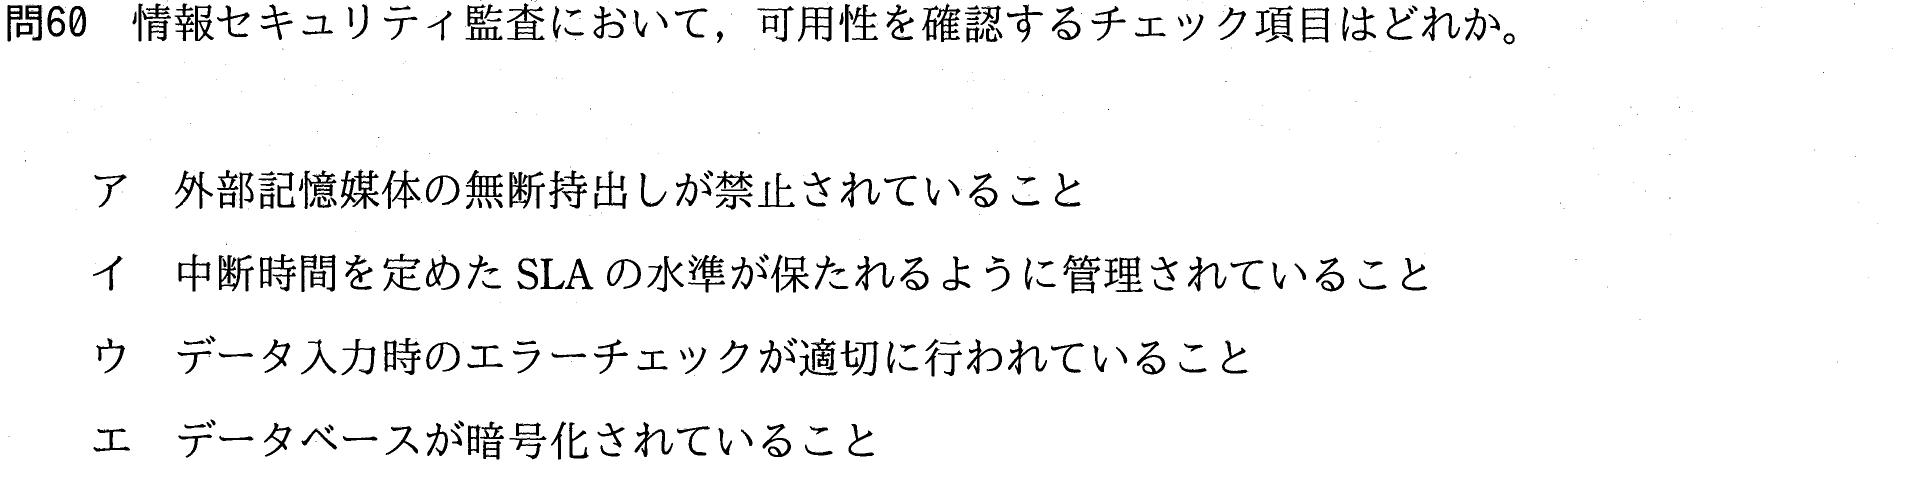 問60 情報セキュリティ監査において，可用性を確認するチェック項目はどれか。
ア 外部記憶媒体の無断持出しが禁止されていること
イ 中断時間を定めた SLA の水準が保たれるように管理されていること
ウ データ入力時のエラーチェックが適切に行われていること
エ データベースが暗号化されていること